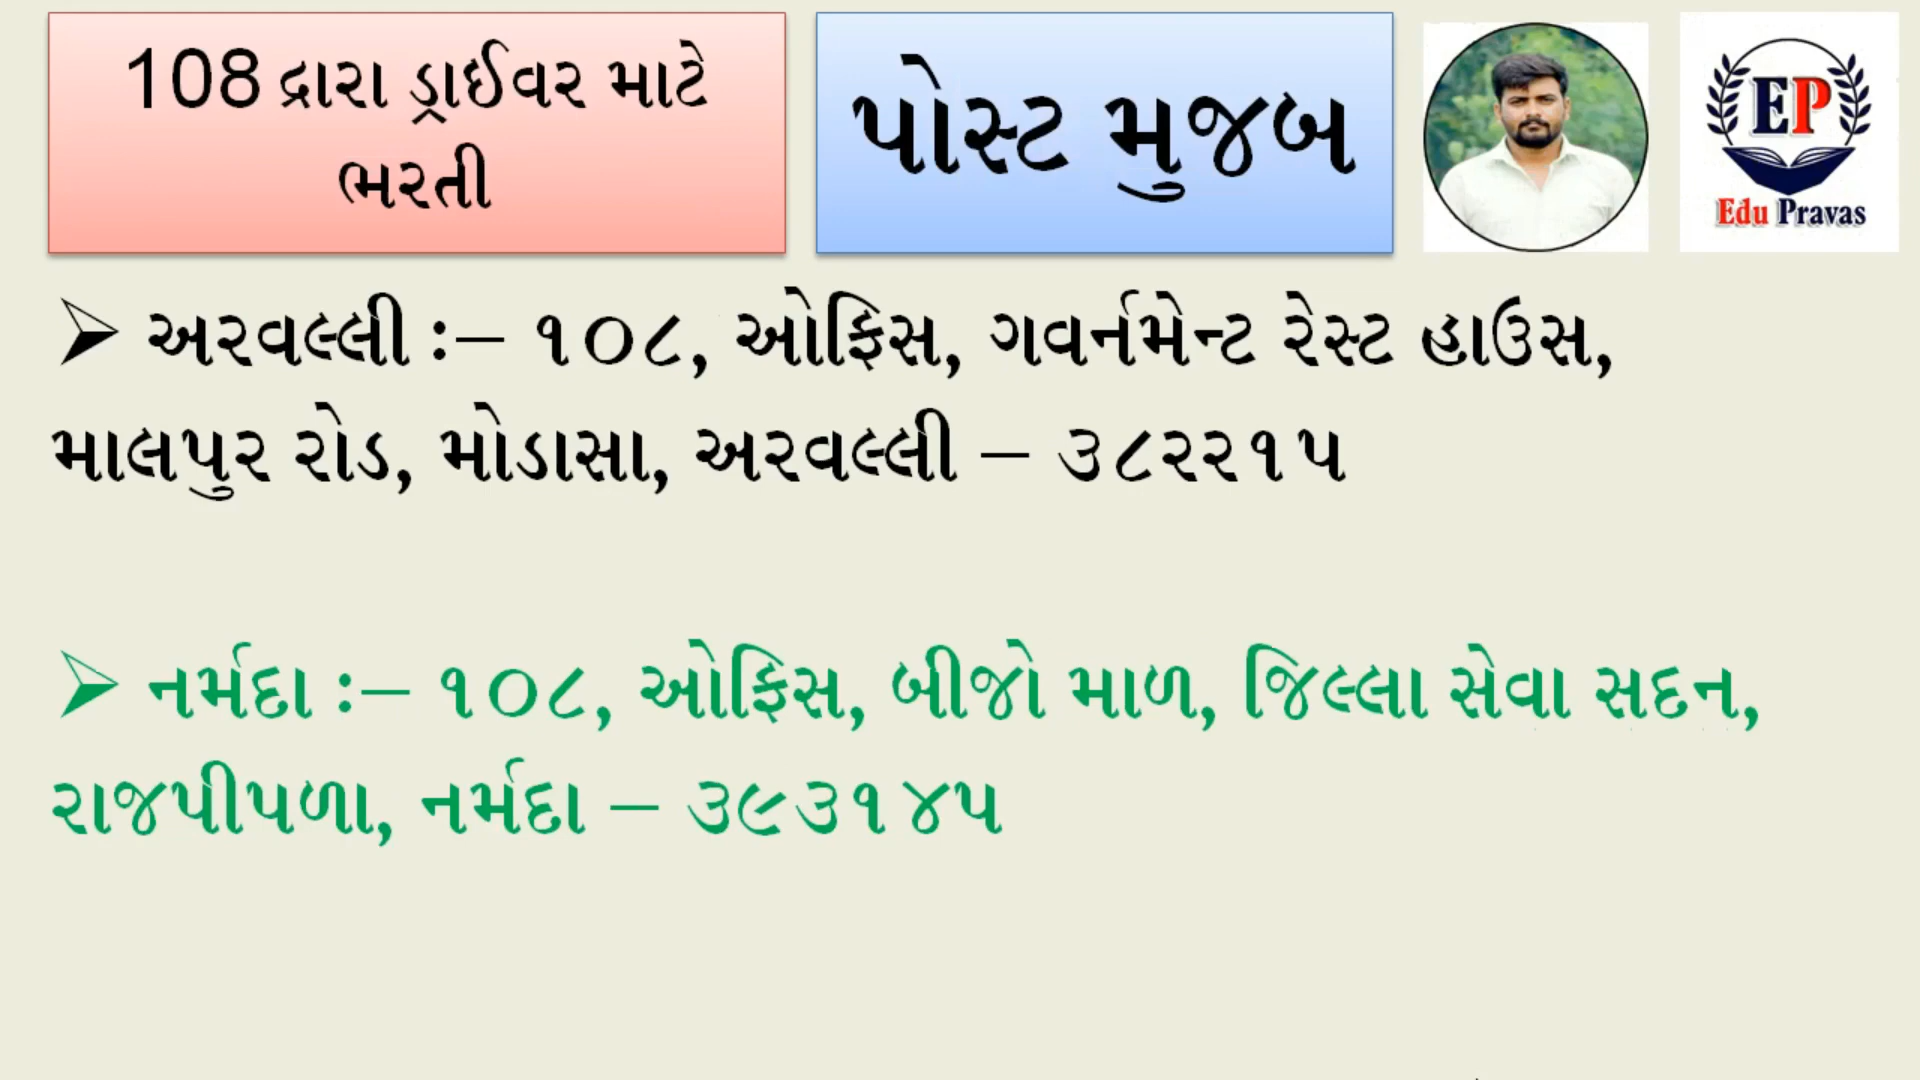 108 દ્રારા ડ્રાઈવર માટે
ભરતી
પોસ્ટ મુજબ
EP
Edu Pravas
➢ અરવલ્લી :– ૧૦૮, ઓફિસ, ગવર્નમેન્ટ રેસ્ટ હાઉસ,
માલપુર રોડ, મોડાસા, અરવલ્લી – ૩૮૨૨૧૫
➢ નર્મદા :– ૧૦૮, ઓફિસ, બીજો માળ, જિલ્લા સેવા સદન,
રાજપીપળા, નર્મદા – ૩૯૩૧૪૫